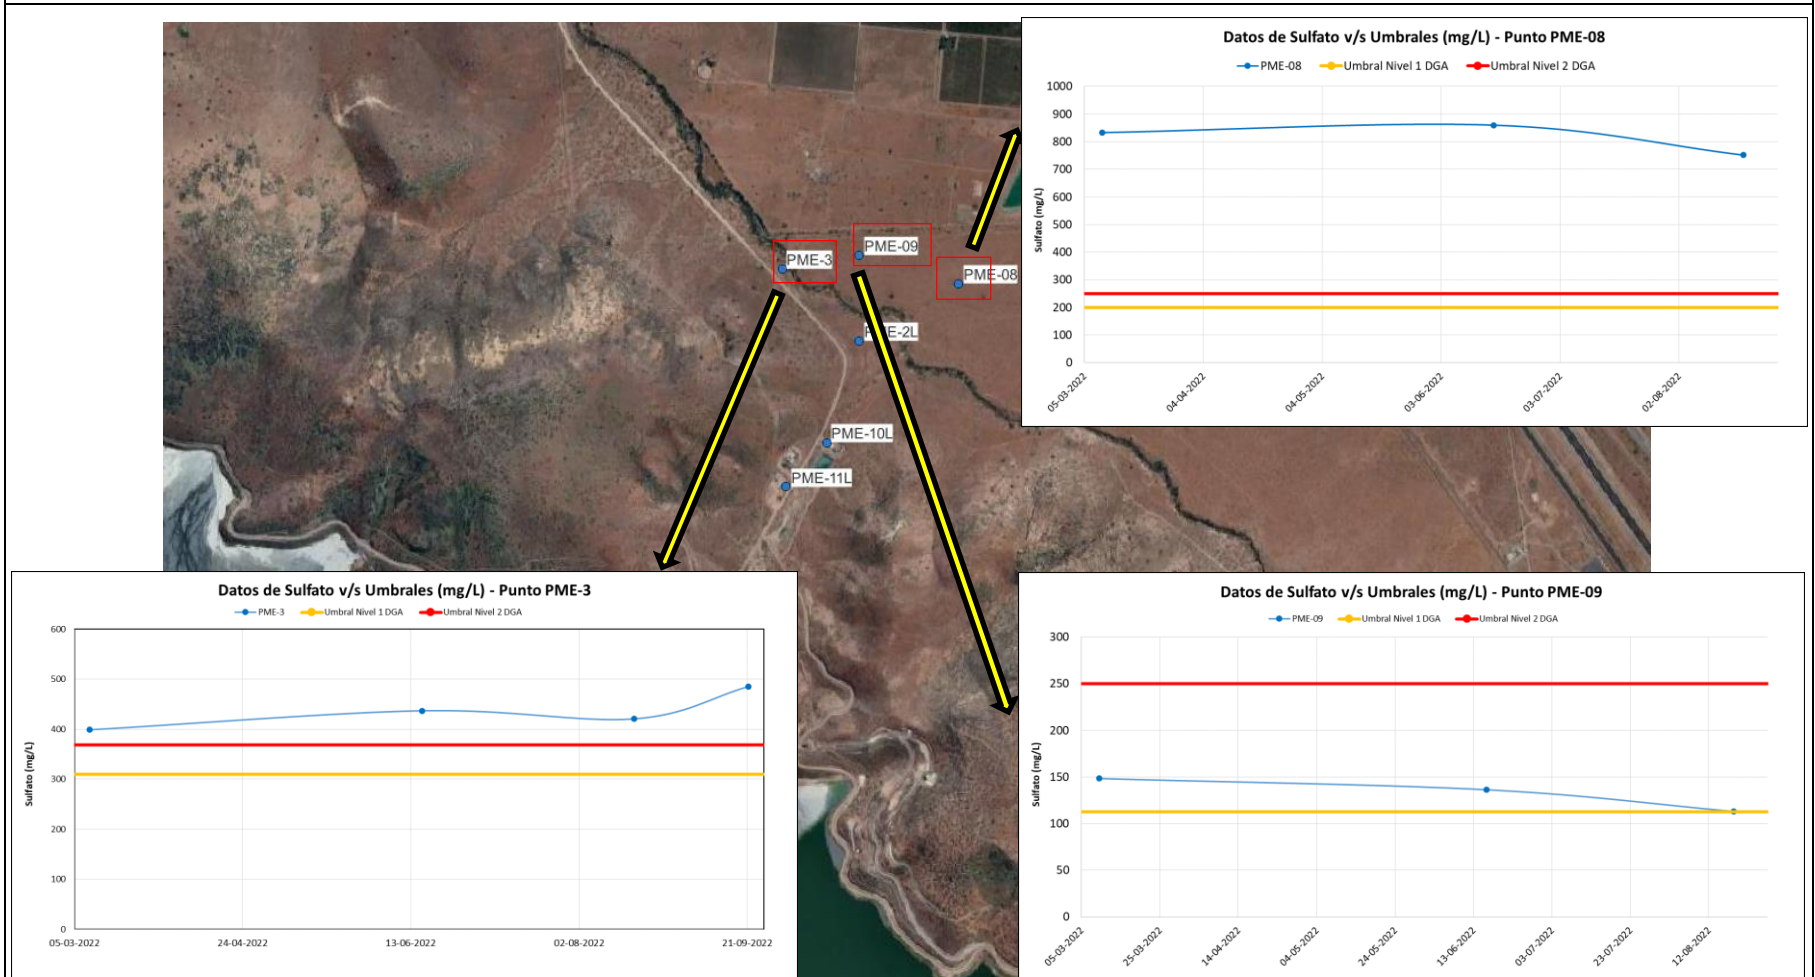 Datos de Sulfato v/s Umbrales (mg/L) - Punto PME-08
PME-08 Umbral Nivel 1 DGA Umbral Nivel 2 DGA
1000
900
800
700
600
500
400
300
200
100
0
Sulfato (mg/L)
05-03-2022 04-04-2022 04-05-2022 03-06-2022 03-07-2022 02-08-2022
PME-09
PME-3
PME-08
PME-2L
PME-10L
PME-11L
Datos de Sulfato v/s Umbrales (mg/L) - Punto PME-3
PME-3 Umbral Nivel 1 DGA Umbral Nivel 2 DGA
600
500
400
300
200
100
0
Sulfato (mg/L)
05-03-2022 24-04-2022 13-06-2022 02-08-2022 21-09-2022
Datos de Sulfato v/s Umbrales (mg/L) - Punto PME-09
PME-09 Umbral Nivel 1 DGA Umbral Nivel 2 DGA
300
250
200
150
100
50
0
Sulfato (mg/L)
05-03-2022 25-03-2022 14-04-2022 04-05-2022 24-05-2022 13-06-2022 03-07-2022 23-07-2022 12-08-2022